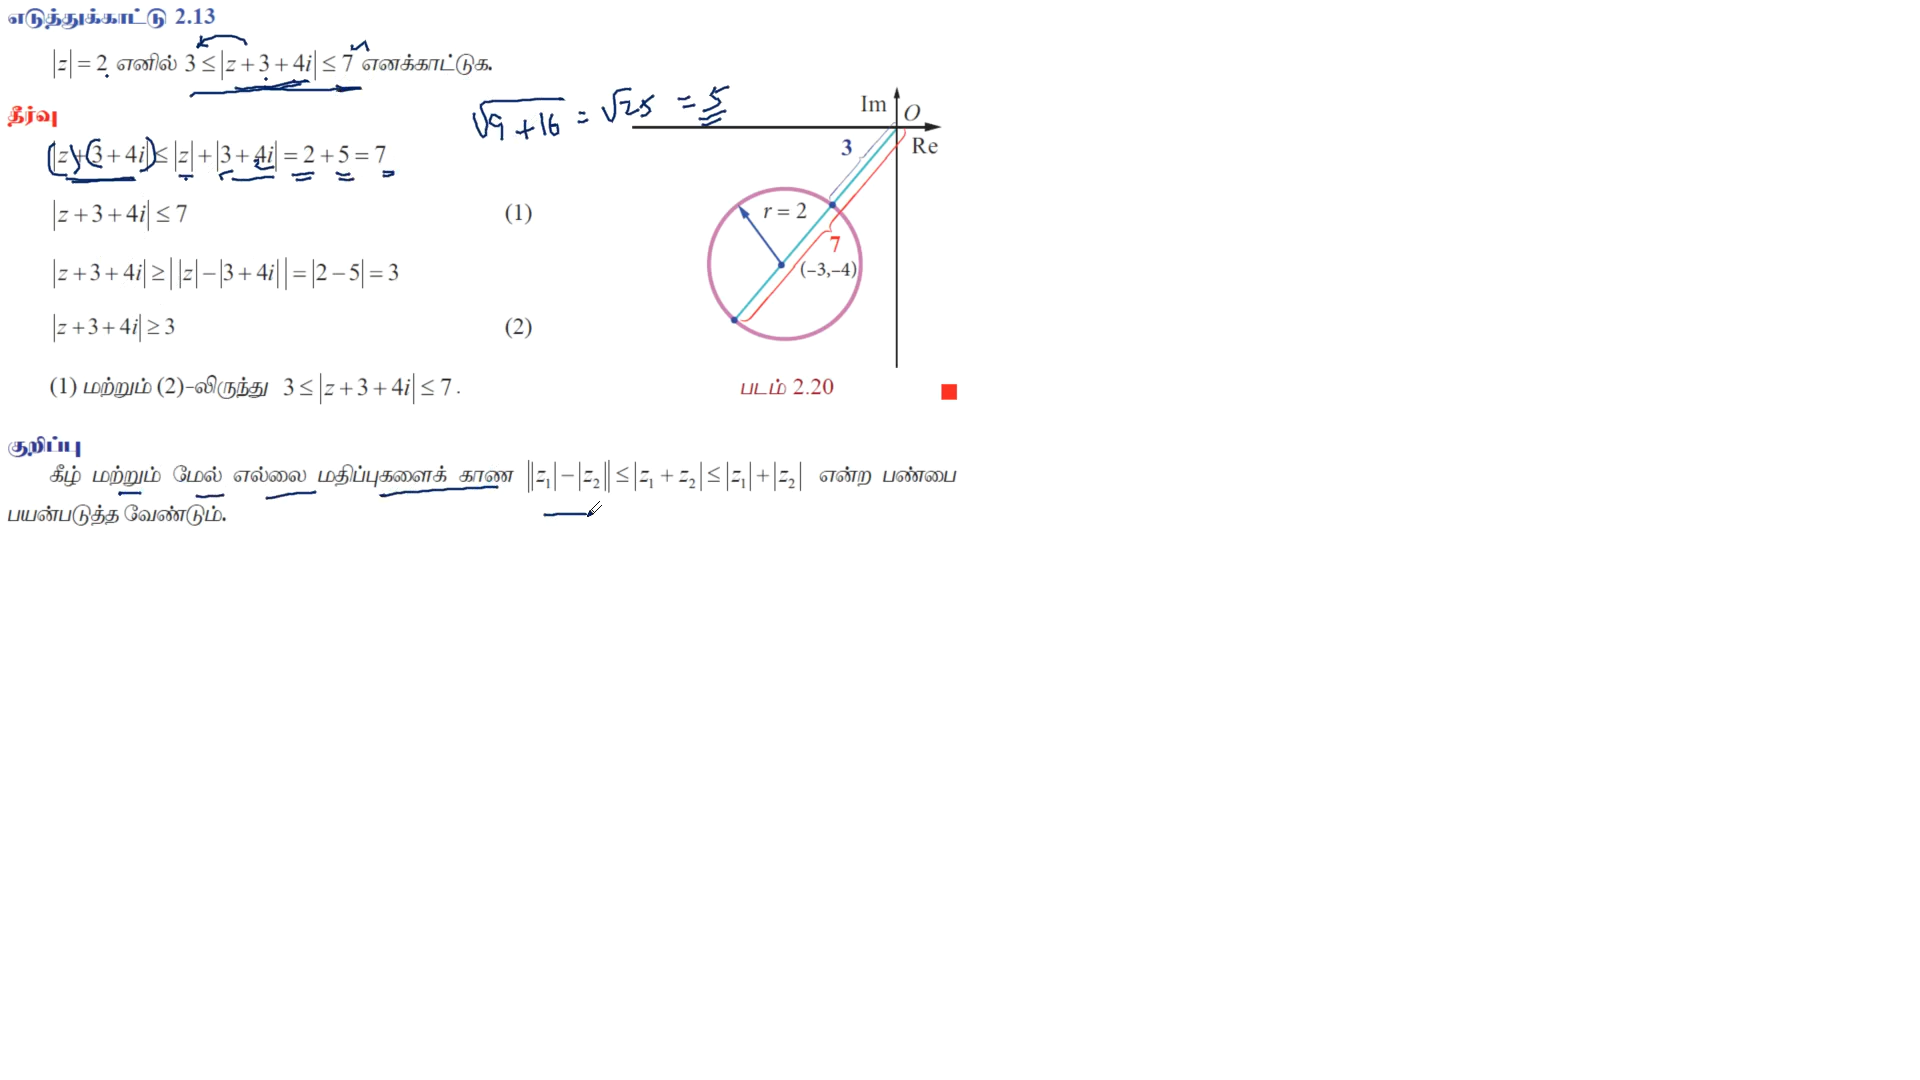 எடுத்துக்காட்டு 2.13
|z| = 2 எனில் 3 ≤ |z + 3 + 4i| ≤ 7 எனக்காட்டுக.
தீர்வு
√9 + 16 = √25 = 5
|z + 3 + 4i| ≤ |z| + |3 + 4i| = 2 + 5 = 7
|z + 3 + 4i| ≤ 7 (1)
|z + 3 + 4i| ≥ ||z| − |3 + 4i|| = |2 − 5| = 3
|z + 3 + 4i| ≥ 3 (2)
(1) மற்றும் (2)-லிருந்து 3 ≤ |z + 3 + 4i| ≤ 7 .
Im O
Re
3
r = 2
7
(−3,−4)
படம் 2.20
குறிப்பு
கீழ் மற்றும் மேல் எல்லை மதிப்புகளைக் காண ||z₁| − |z₂|| ≤ |z₁ + z₂| ≤ |z₁| + |z₂| என்ற பண்பை
பயன்படுத்த வேண்டும்.